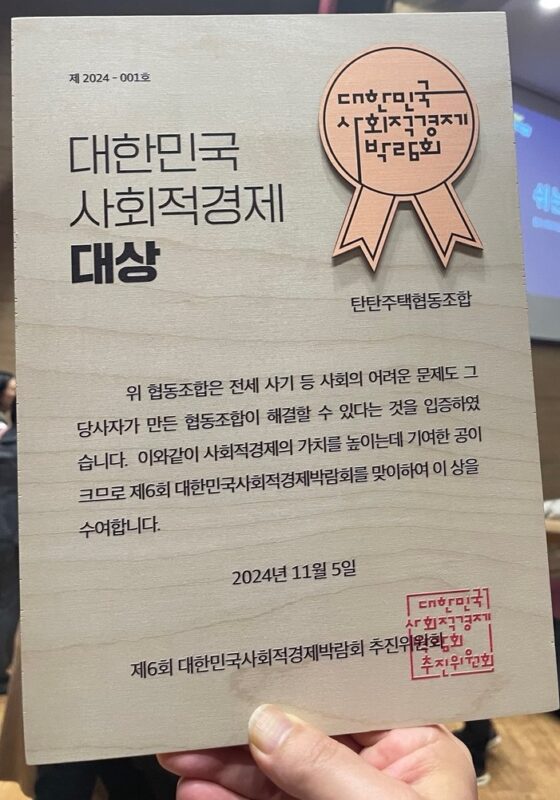 제 2024 - 001호
대한민국
사회적경제
박람회
대한민국
사회적경제
대상
탄탄주택협동조합
위 협동조합은 전세 사기 등 사회의 어려운 문제도 그
당사자가 만든 협동조합이 해결할 수 있다는 것을 입증하였
습니다. 이와같이 사회적경제의 가치를 높이는데 기여한 공이
크므로 제6회 대한민국사회적경제박람회를 맞이하여 이 상을
수여합니다.
2024년 11월 5일
제6회 대한민국사회적경제박람회 추진위원회
대한민국
사회적경제
박람회
추진위원회